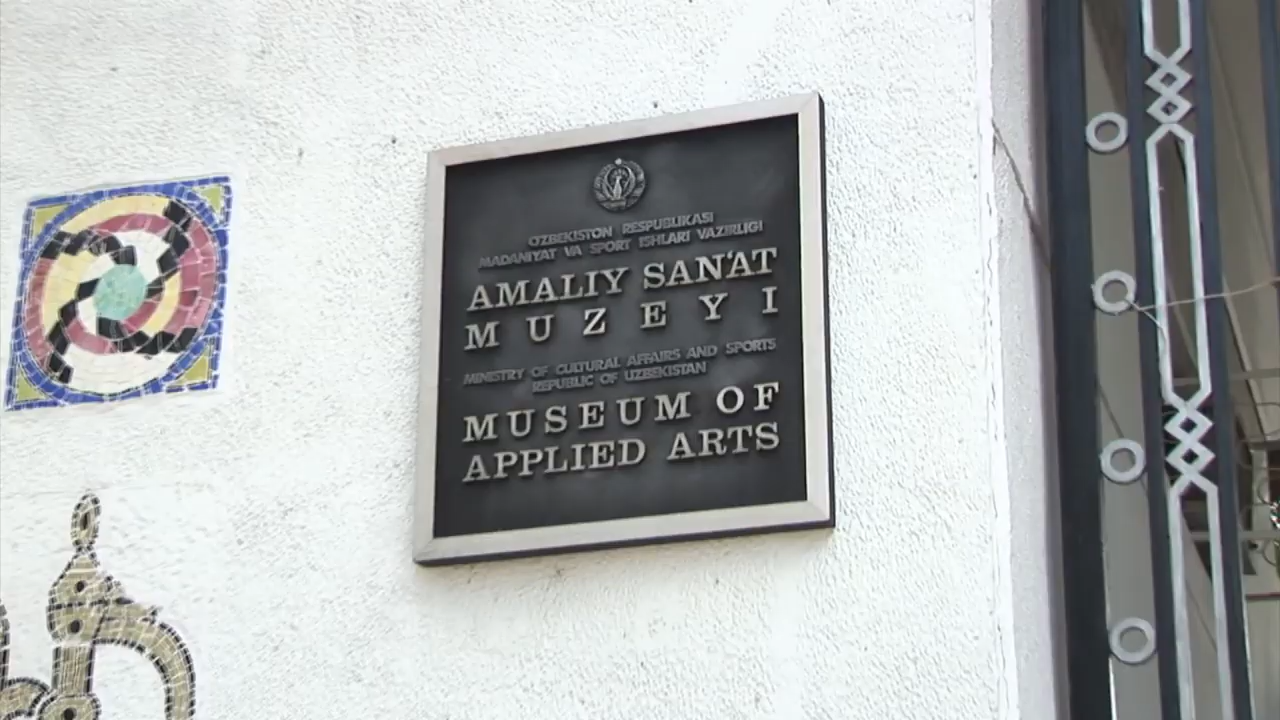 O'ZBEKISTON RESPUBLIKASI
MADANIYAT VA SPORT ISHLARI VAZIRLIGI
AMALIY SAN'AT
MUZEYI
MINISTRY OF CULTURAL AFFAIRS AND SPORTS
REPUBLIC OF UZBEKISTAN
MUSEUM OF
APPLIED ARTS